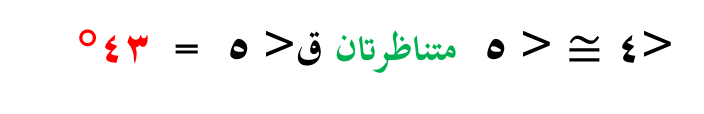 <٤ ≅ <٥ متناظرتان ق<٥ = ٤٣°